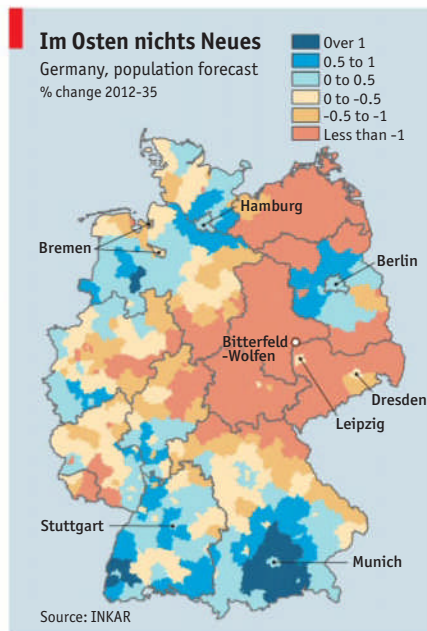 Im Osten nichts Neues
Germany, population forecast
% change 2012-35
Over 1
0.5 to 1
0 to 0.5
0 to -0.5
-0.5 to -1
Less than -1
Hamburg
Bremen
Berlin
Bitterfeld
-Wolfen
Dresden
Leipzig
Stuttgart
Munich
Source: INKAR